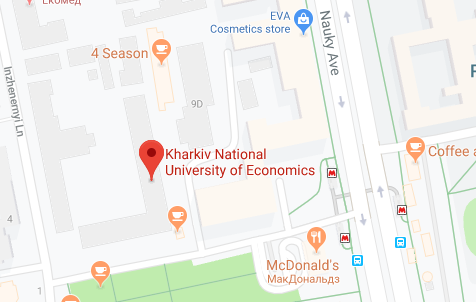 Екомед
EVA
Cosmetics store
4 Season
Nauky Ave
Inzhenernyi Ln
9D
Kharkiv National
University of Economics
Coffee a
4
McDonald's
МакДональдз
1